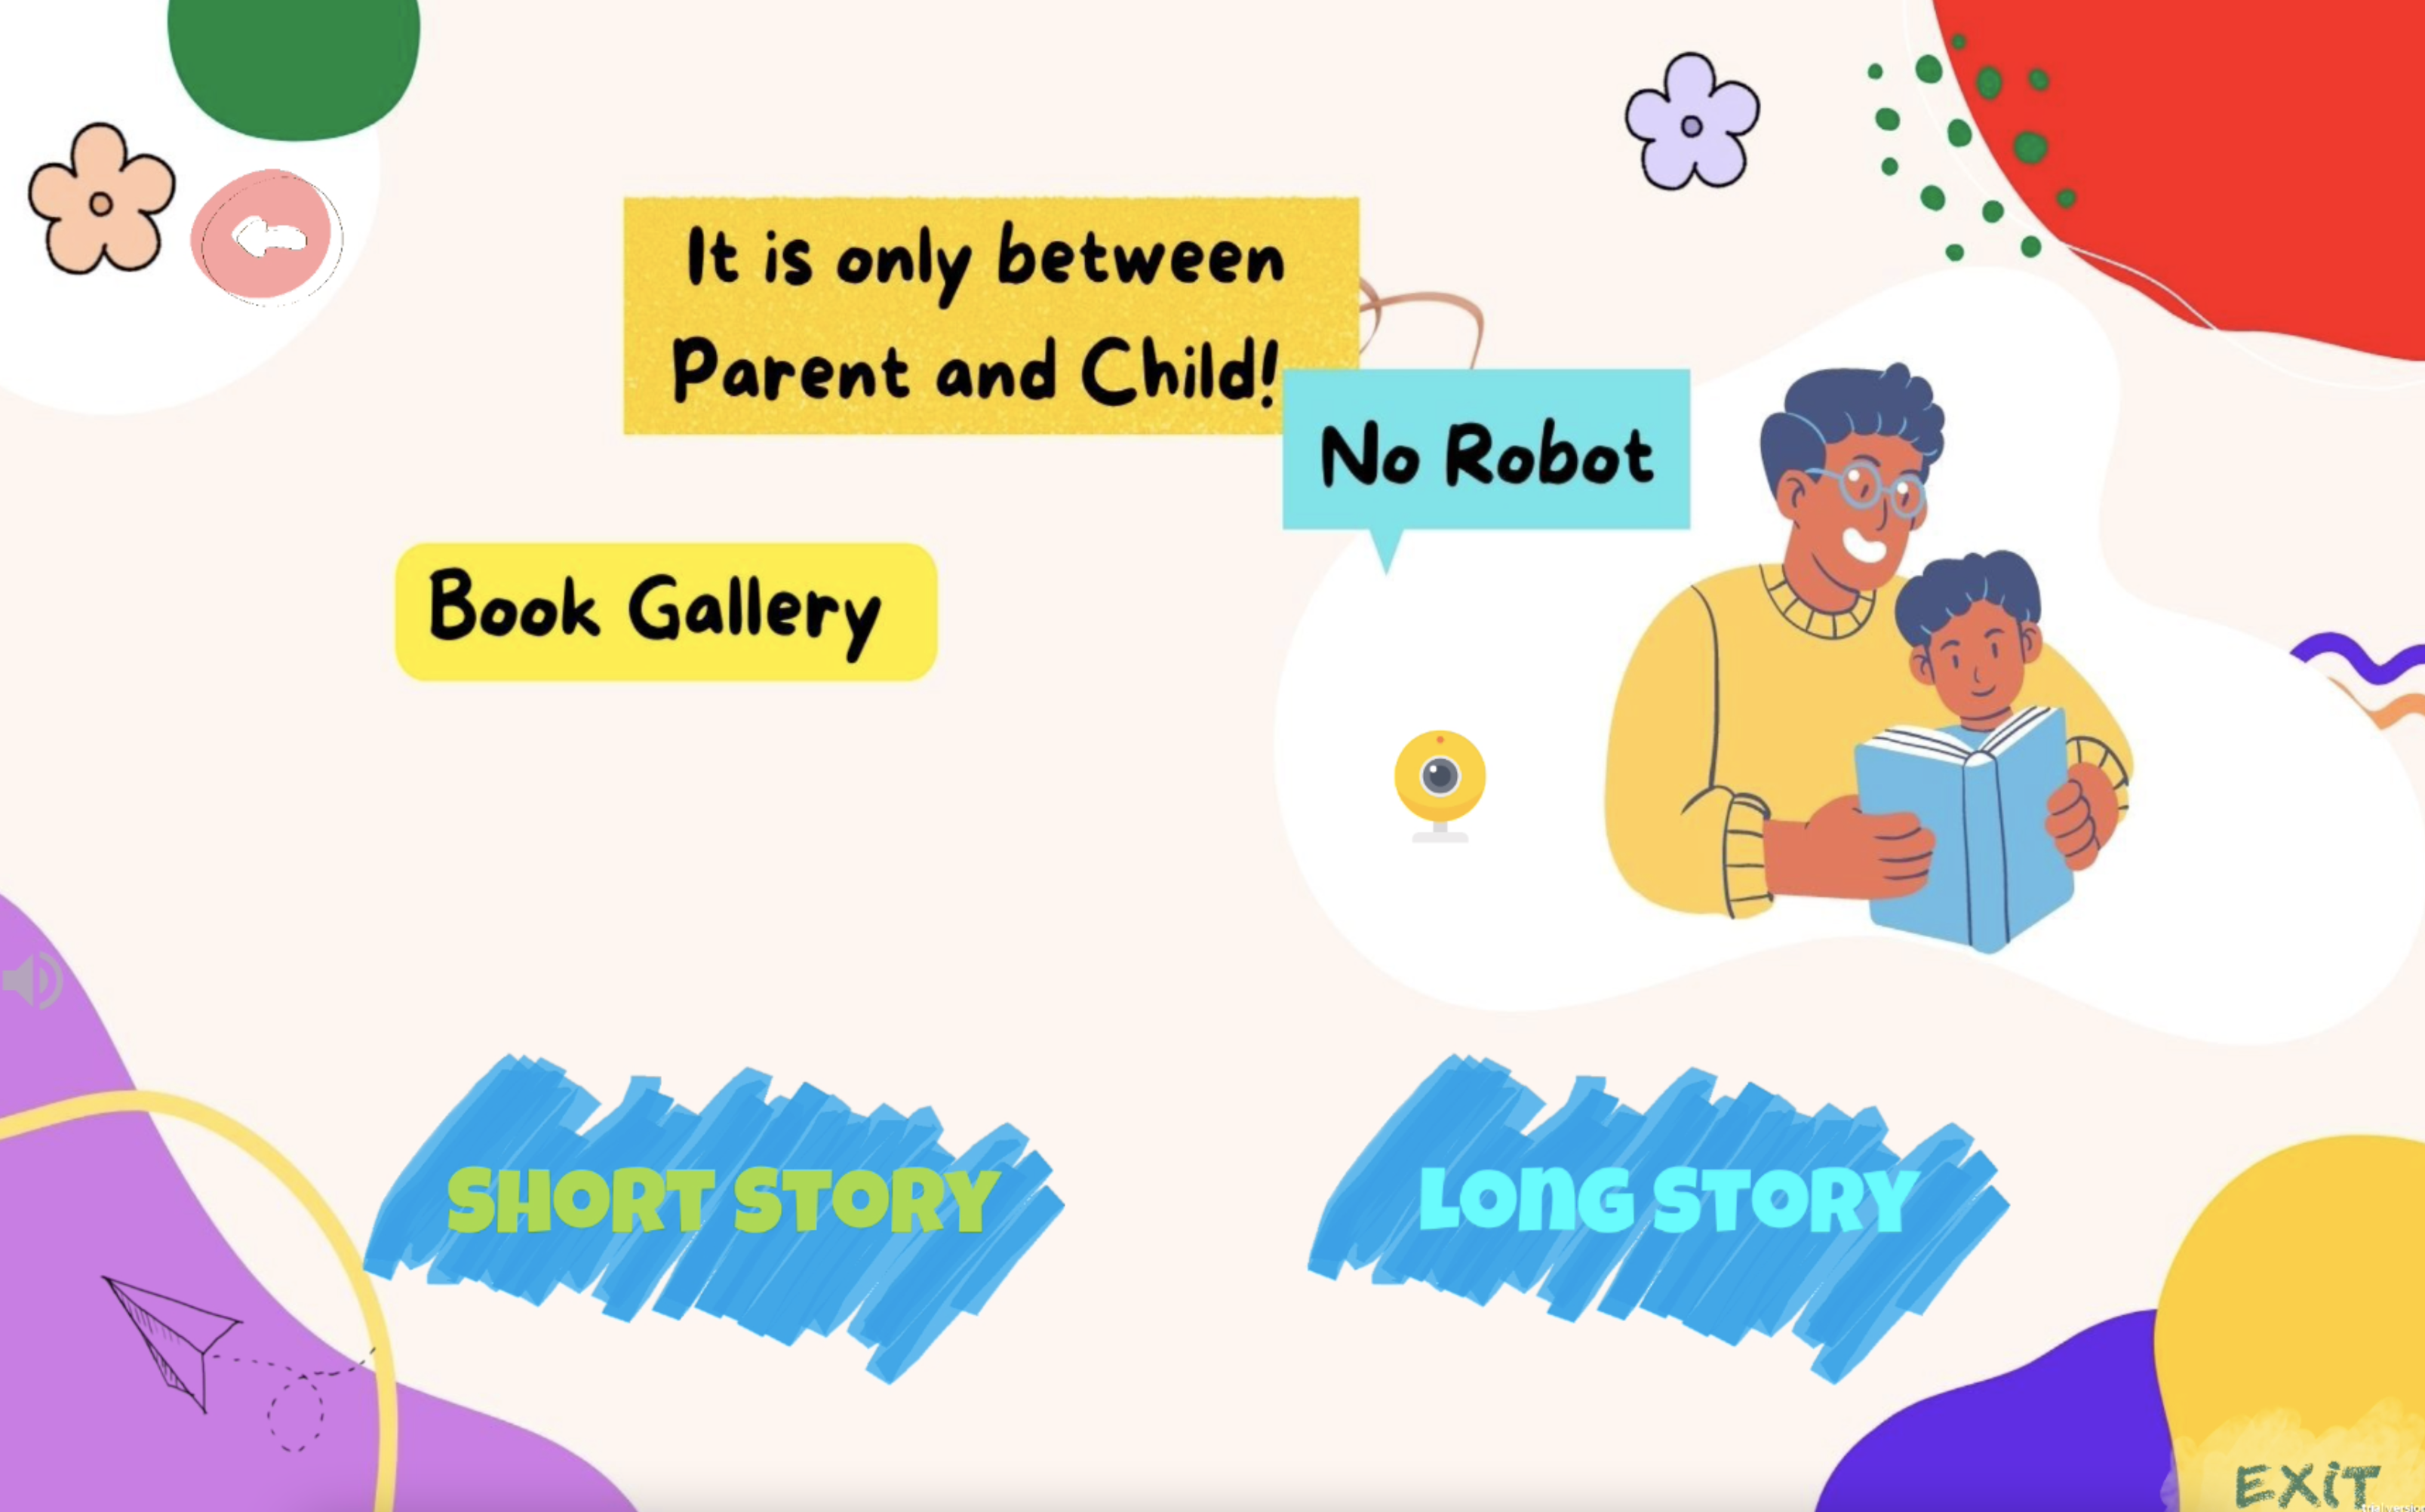 It is only between
Parent and Child!
No Robot
Book Gallery
SHORT STORY
LONG STORY
EXIT
trial version